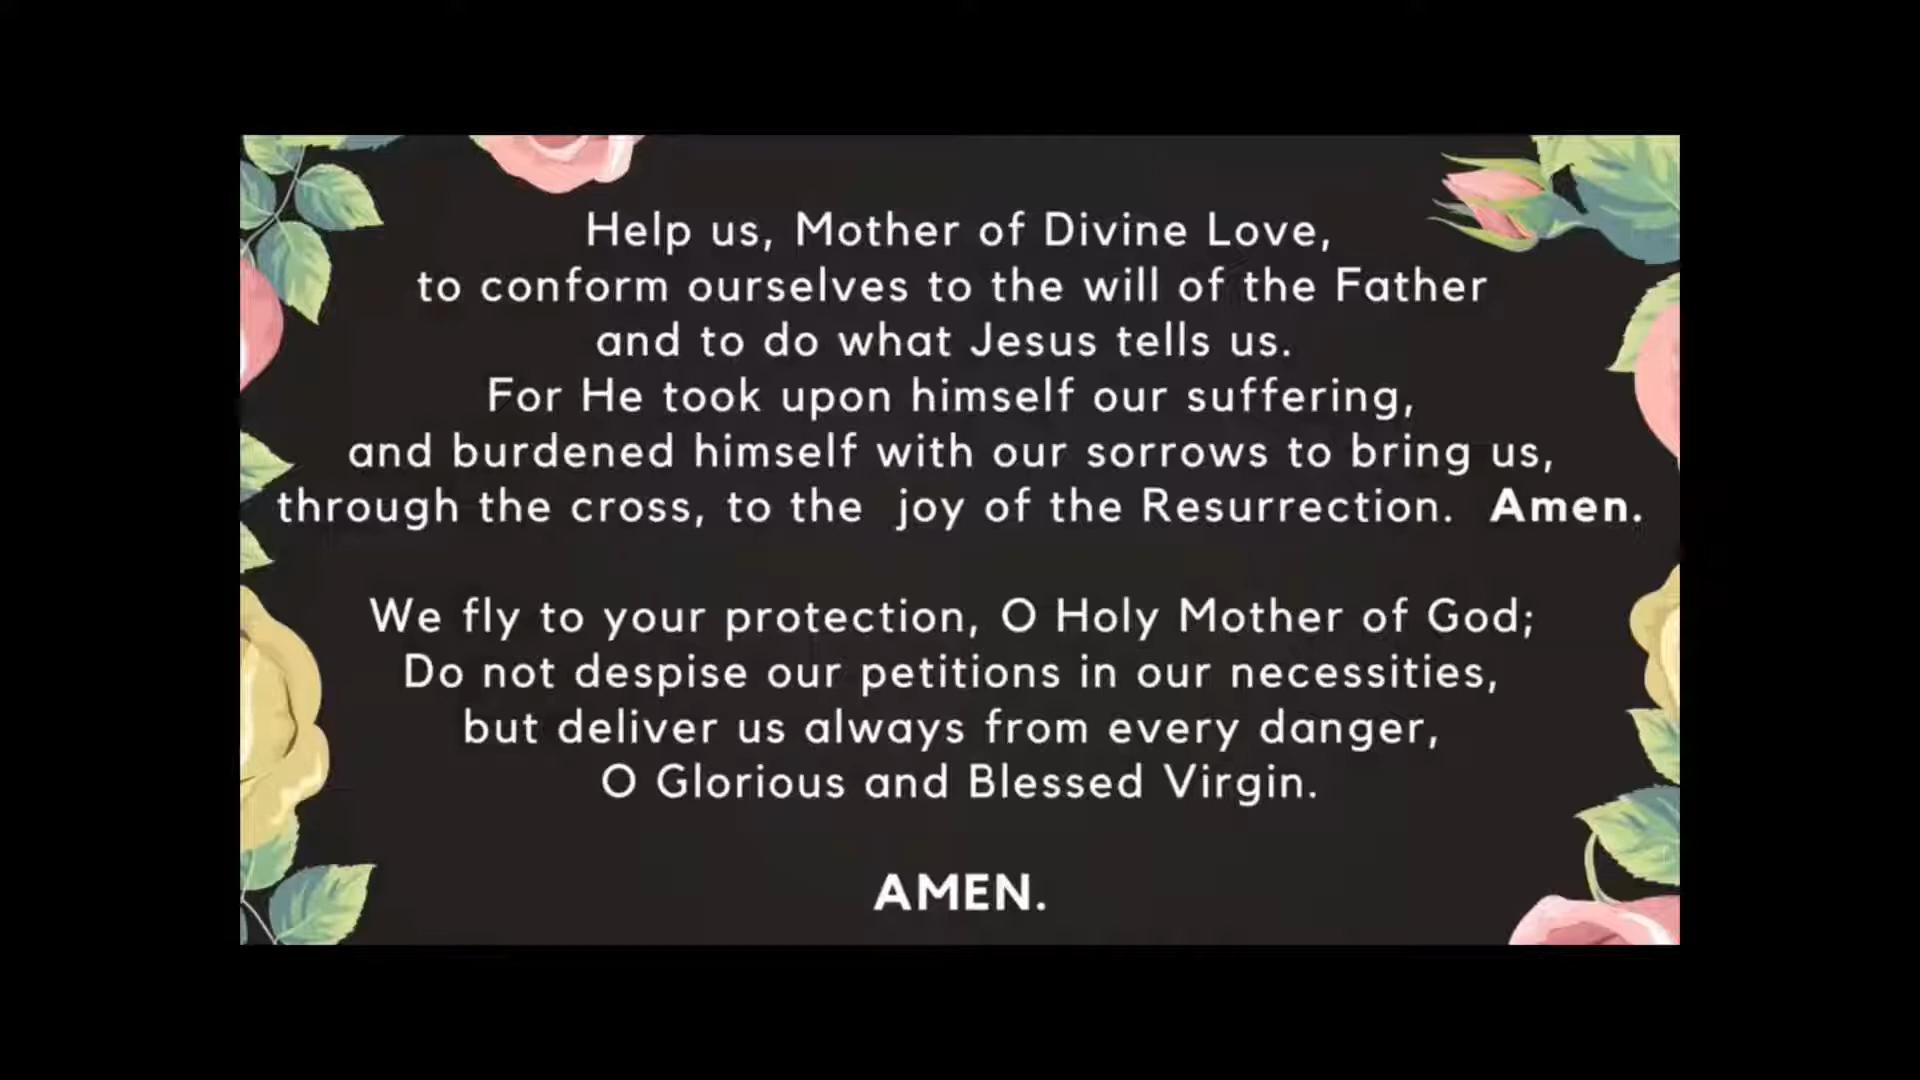 Help us, Mother of Divine Love,
to conform ourselves to the will of the Father
and to do what Jesus tells us.
For He took upon himself our suffering,
and burdened himself with our sorrows to bring us,
through the cross, to the joy of the Resurrection. Amen.
We fly to your protection, O Holy Mother of God;
Do not despise our petitions in our necessities,
but deliver us always from every danger,
O Glorious and Blessed Virgin.
AMEN.